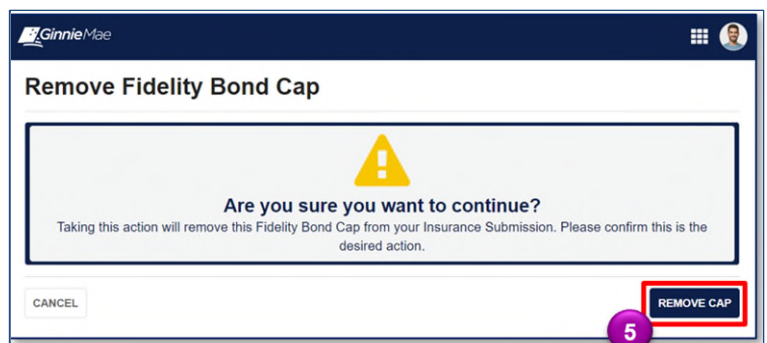 GinnieMae
Remove Fidelity Bond Cap
Are you sure you want to continue?
Taking this action will remove this Fidelity Bond Cap from your Insurance Submission. Please confirm this is the
desired action.
CANCEL
REMOVE CAP
5